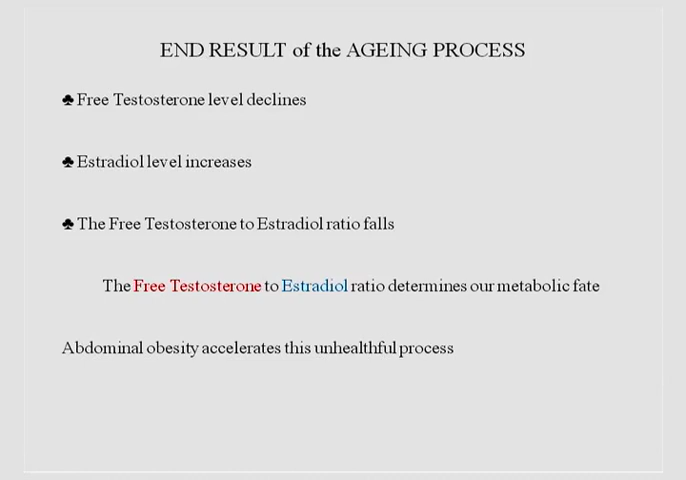 END RESULT of the AGEING PROCESS
♣ Free Testosterone level declines
♣ Estradiol level increases
♣ The Free Testosterone to Estradiol ratio falls
The Free Testosterone to Estradiol ratio determines our metabolic fate
Abdominal obesity accelerates this unhealthful process